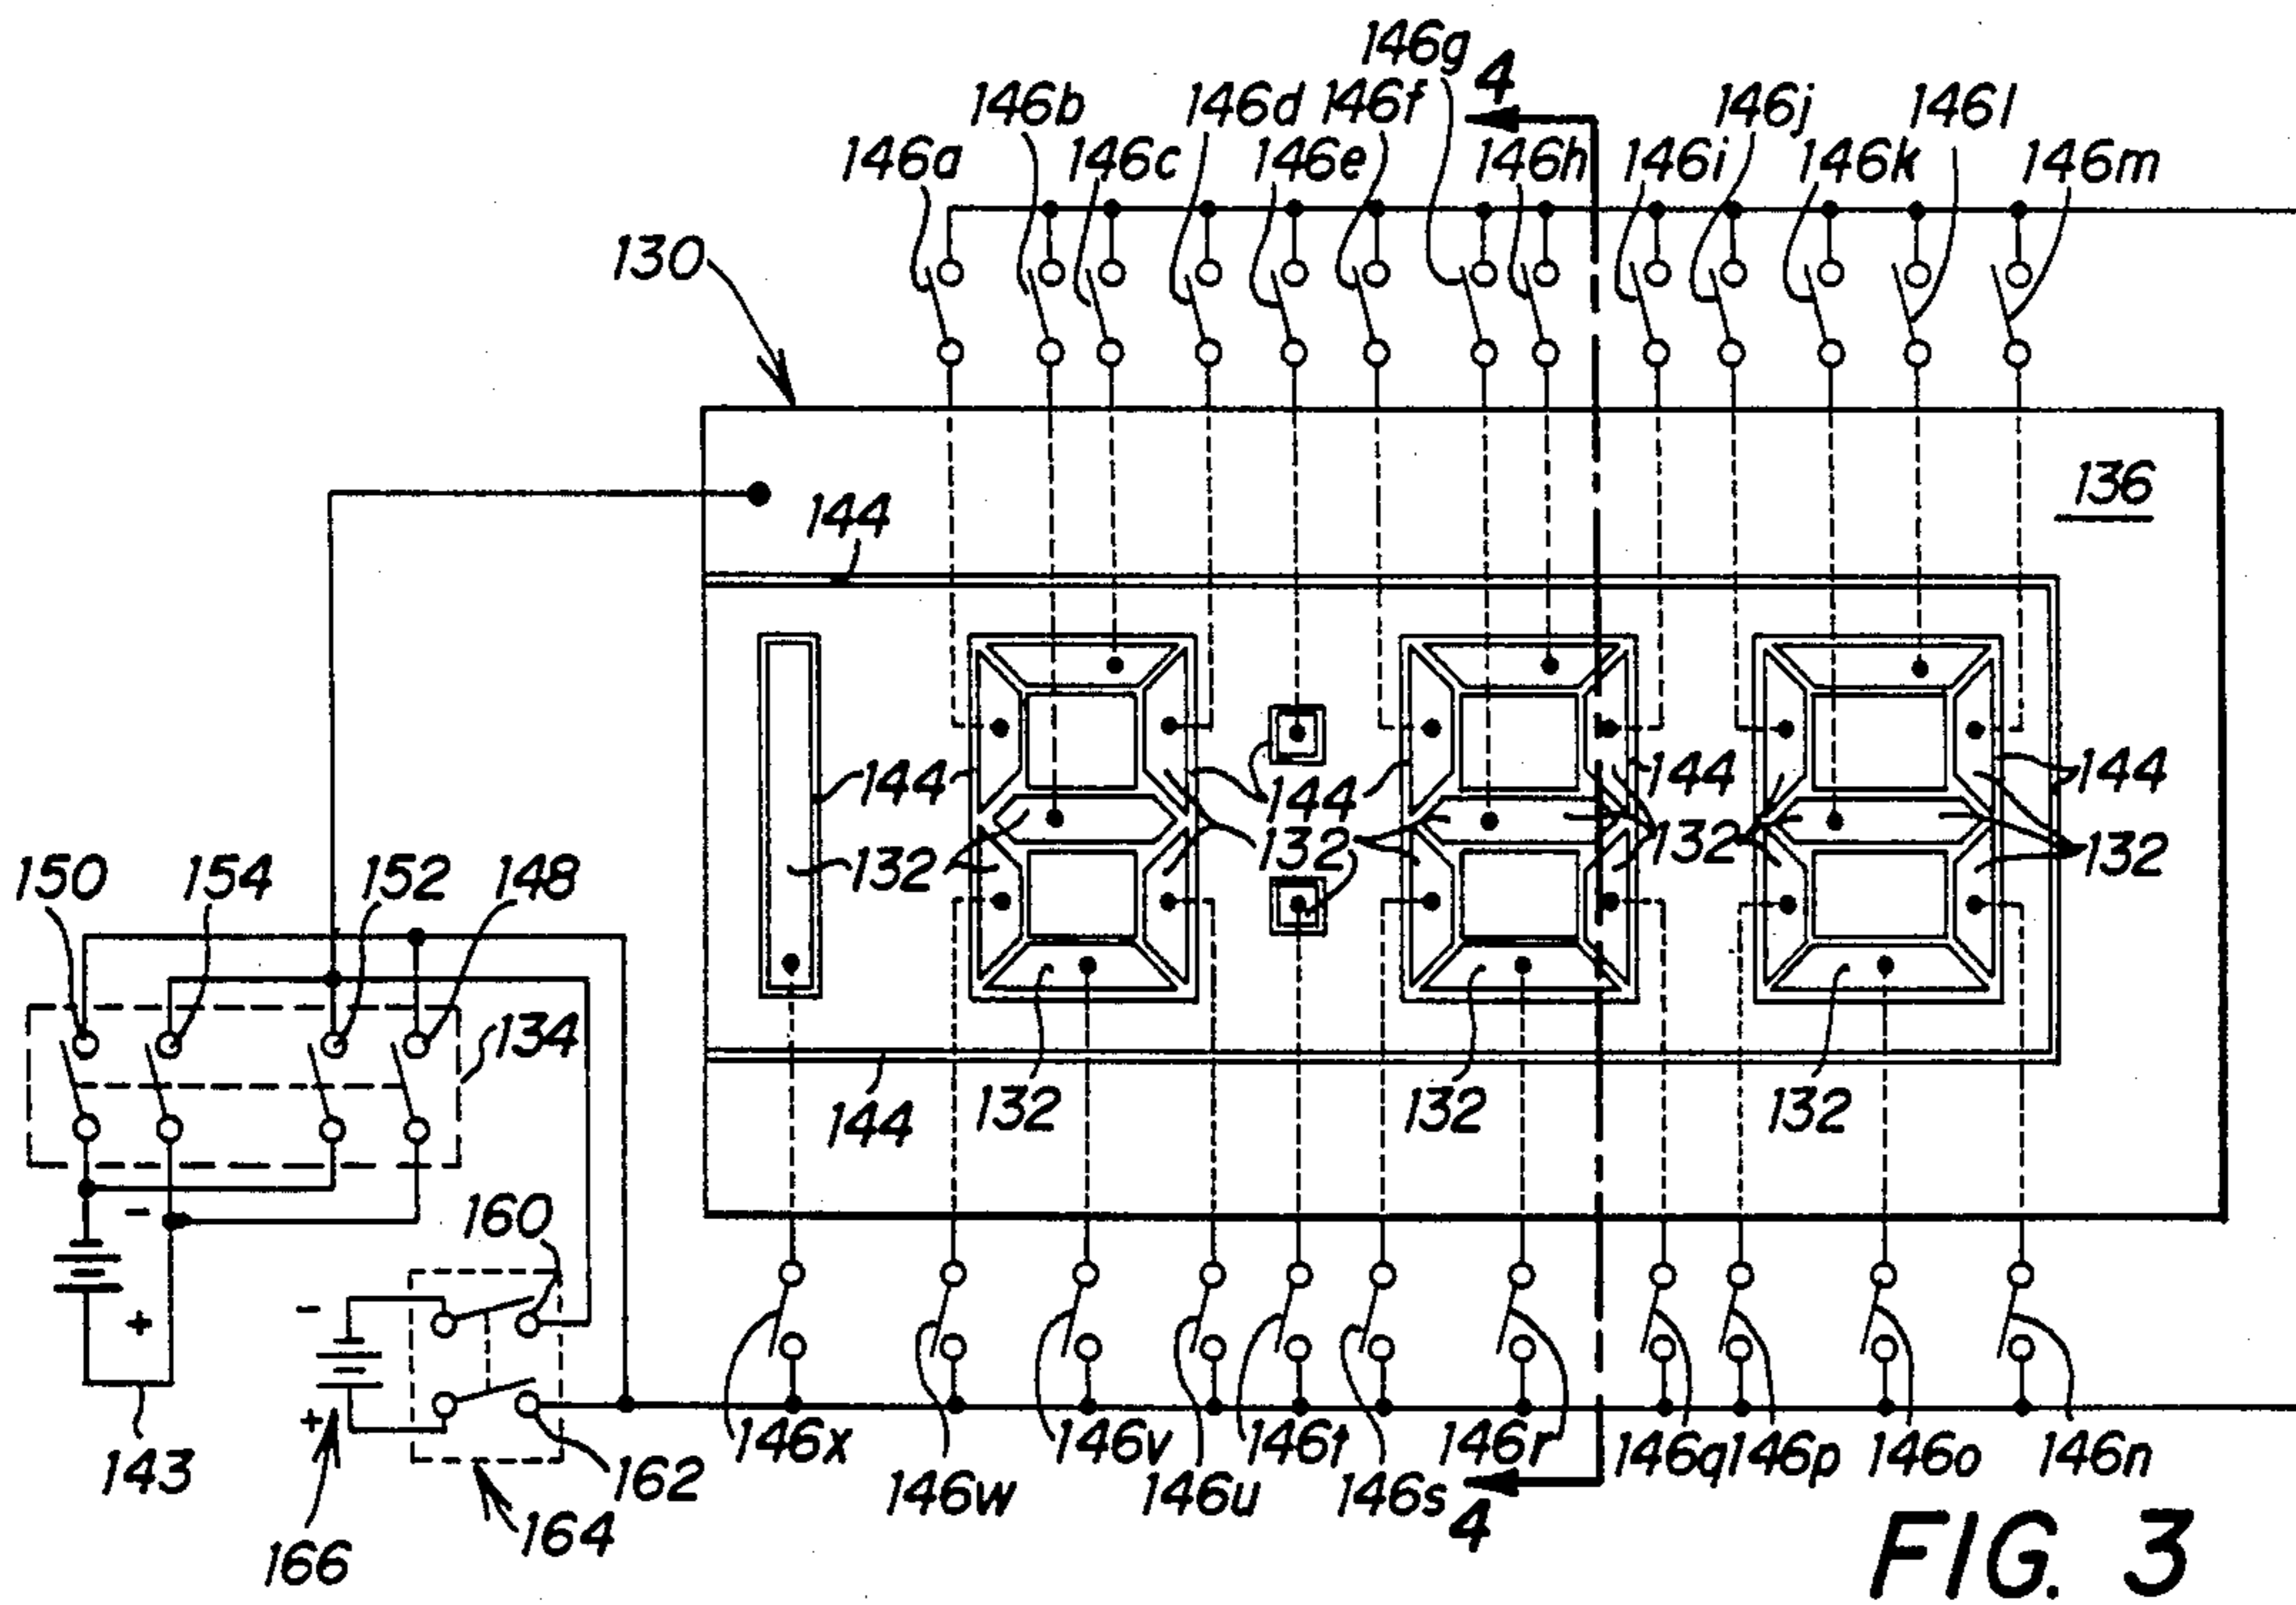 146g 4
146b 146d 146f 146j 146l
146a 146c 146e 146h 146i 146k 146m
130
136
144
144 144 144 144 144
132 132 132 132
150 154 152 148
134
132 132 132
144
-
160
-
+
+
143
162
164
166
146x 146v 146t 146r 146q 146p 146o 146n
146w 146u 146s 4
FIG. 3